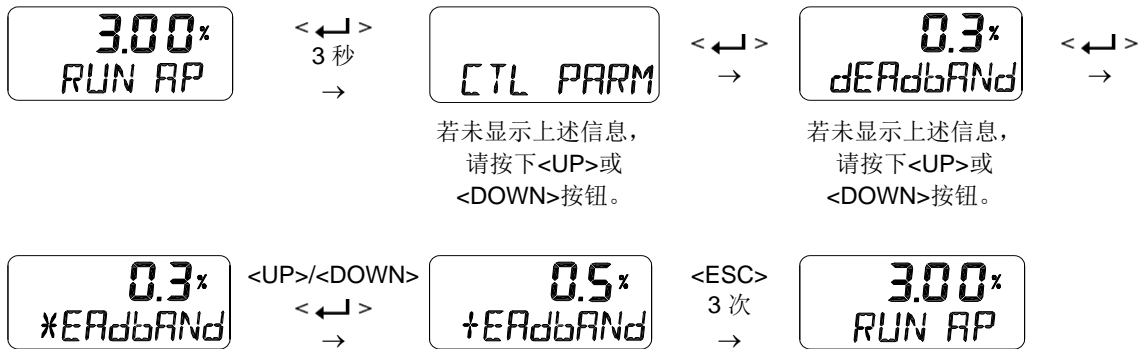 3.00%
RUN AP
<↵>
3 秒
→
CTL PARM
若未显示上述信息，
请按下<UP>或
<DOWN>按钮。
<↵>
→
0.3%
dEAdbANd
若未显示上述信息，
请按下<UP>或
<DOWN>按钮。
<↵>
→
0.3%
*EAdbANd
<UP>/<DOWN>
<↵>
→
0.5%
+EAdbANd
<ESC>
3 次
→
3.00%
RUN AP